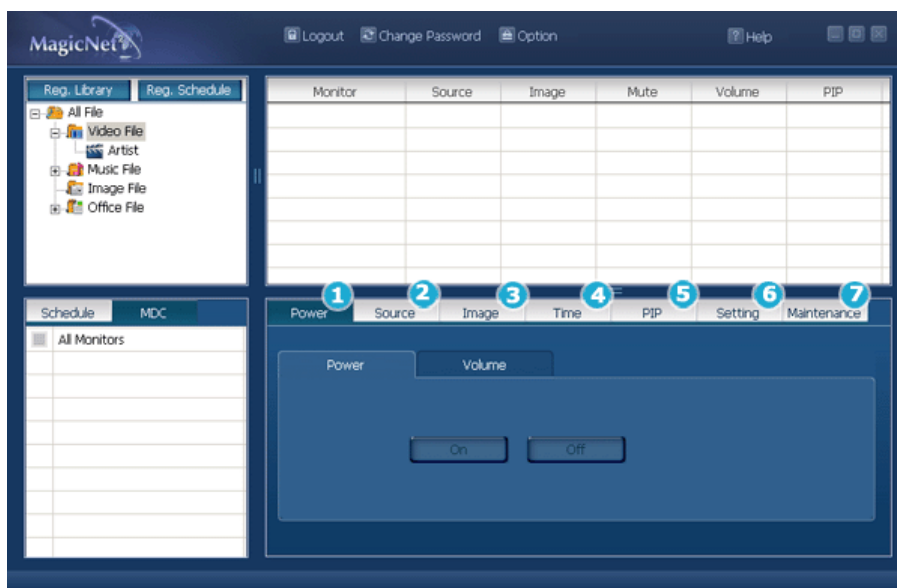 MagicNet
Logout Change Password Option Help
Reg. Library Reg. Schedule
All File
Video File
Artist
Music File
Image File
Office File
Monitor Source Image Mute Volume PIP
1 2 3 4 5 6 7
Schedule MDC
All Monitors
Power Source Image Time PIP Setting Maintenance
Power Volume
On Off